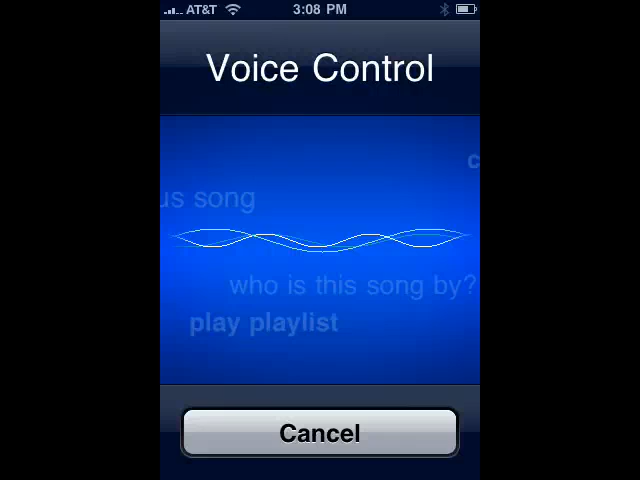 AT&T 3:08 PM
Voice Control
c
us song
who is this song by?
play playlist
Cancel